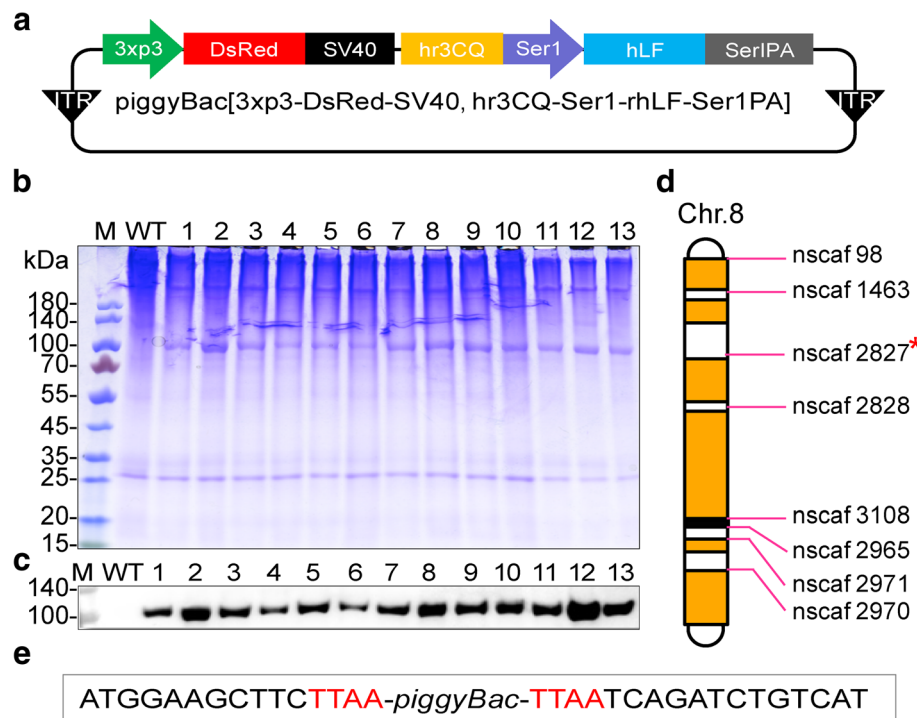 a
3xp3 DsRed SV40 hr3CQ Ser1 hLF SerIPA
ITR ITR
piggyBac[3xp3-DsRed-SV40, hr3CQ-Ser1-rhLF-Ser1PA]
b
M WT 1 2 3 4 5 6 7 8 9 10 11 12 13
kDa
180
140
100
70
55
45
35
25
20
15
c
M WT 1 2 3 4 5 6 7 8 9 10 11 12 13
140
100
d
Chr.8
nscaf 98
nscaf 1463
nscaf 2827*
nscaf 2828
nscaf 3108
nscaf 2965
nscaf 2971
nscaf 2970
e
ATGGAAGCTTCTTAA-piggyBac-TTAATCAGATCTGTCAT